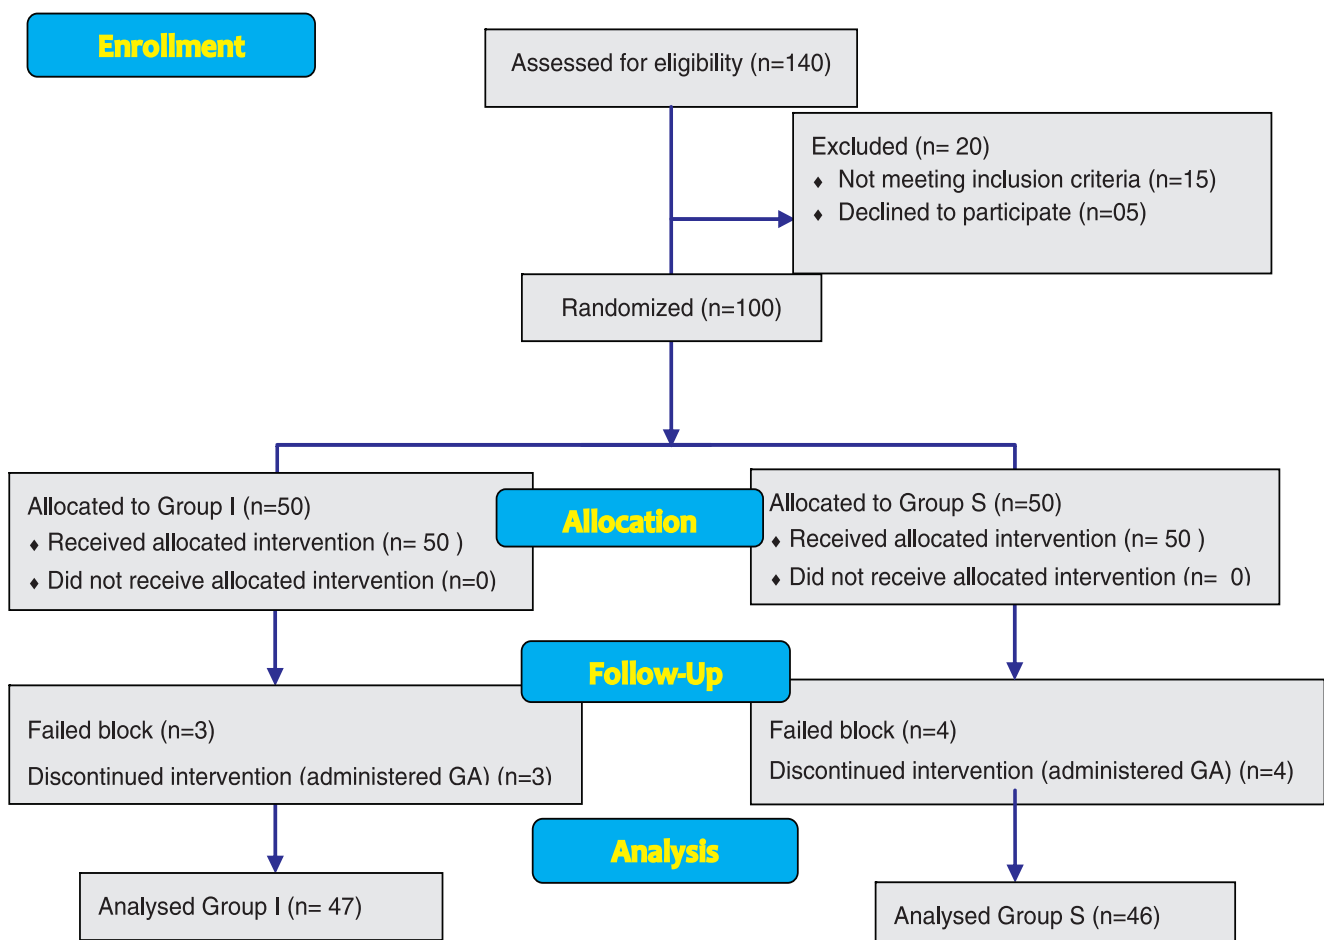 Enrollment
Assessed for eligibility (n=140)
Excluded (n= 20)
♦ Not meeting inclusion criteria (n=15)
♦ Declined to participate (n=05)
Randomized (n=100)
Allocated to Group I (n=50)
♦ Received allocated intervention (n= 50 )
♦ Did not receive allocated intervention (n=0)
Allocation
Allocated to Group S (n=50)
♦ Received allocated intervention (n= 50 )
♦ Did not receive allocated intervention (n= 0)
Follow-Up
Failed block (n=3)
Discontinued intervention (administered GA) (n=3)
Failed block (n=4)
Discontinued intervention (administered GA) (n=4)
Analysis
Analysed Group I (n= 47)
Analysed Group S (n=46)